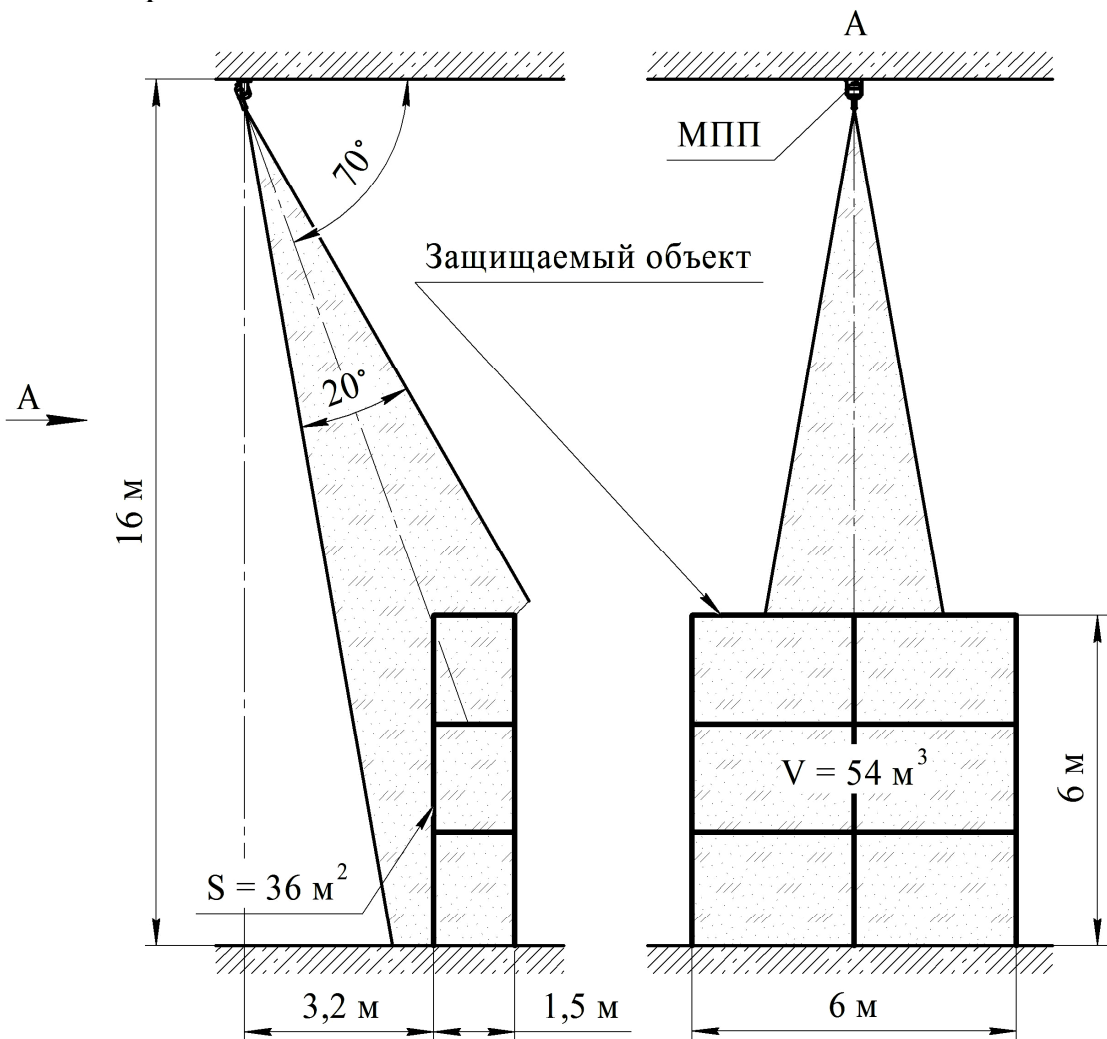 А
МПП
70°
Защищаемый объект
20°
А
16 м
V = 54 м³
6 м
S = 36 м²
3,2 м
1,5 м
6 м